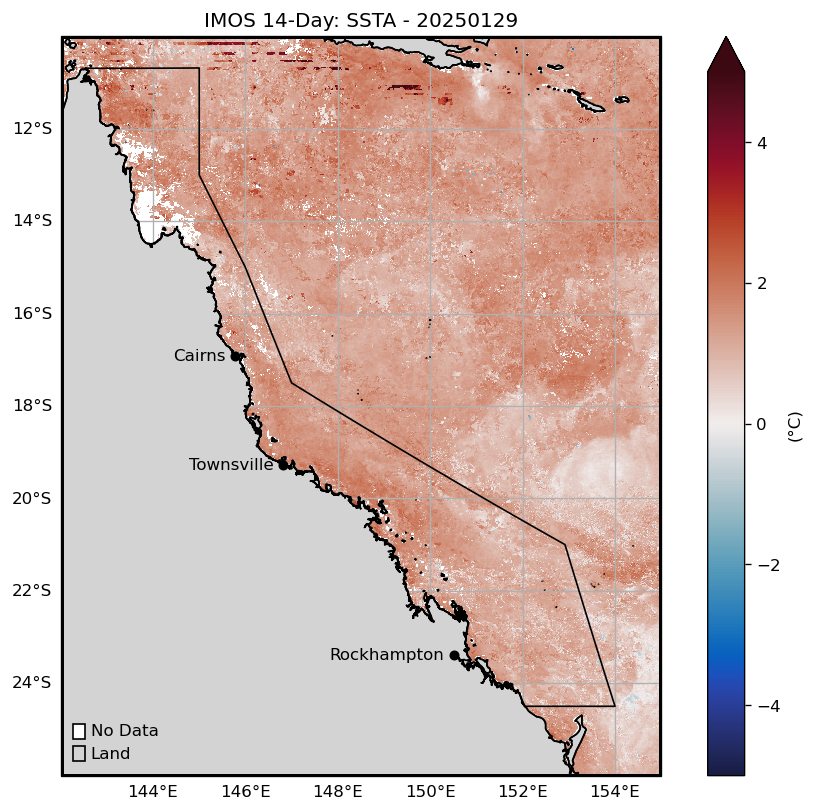 IMOS 14-Day: SSTA - 20250129
12°S
14°S
16°S
18°S
20°S
22°S
24°S
Cairns
Townsville
Rockhampton
No Data
Land
144°E 146°E 148°E 150°E 152°E 154°E
4
2
0
−2
−4
(°C)